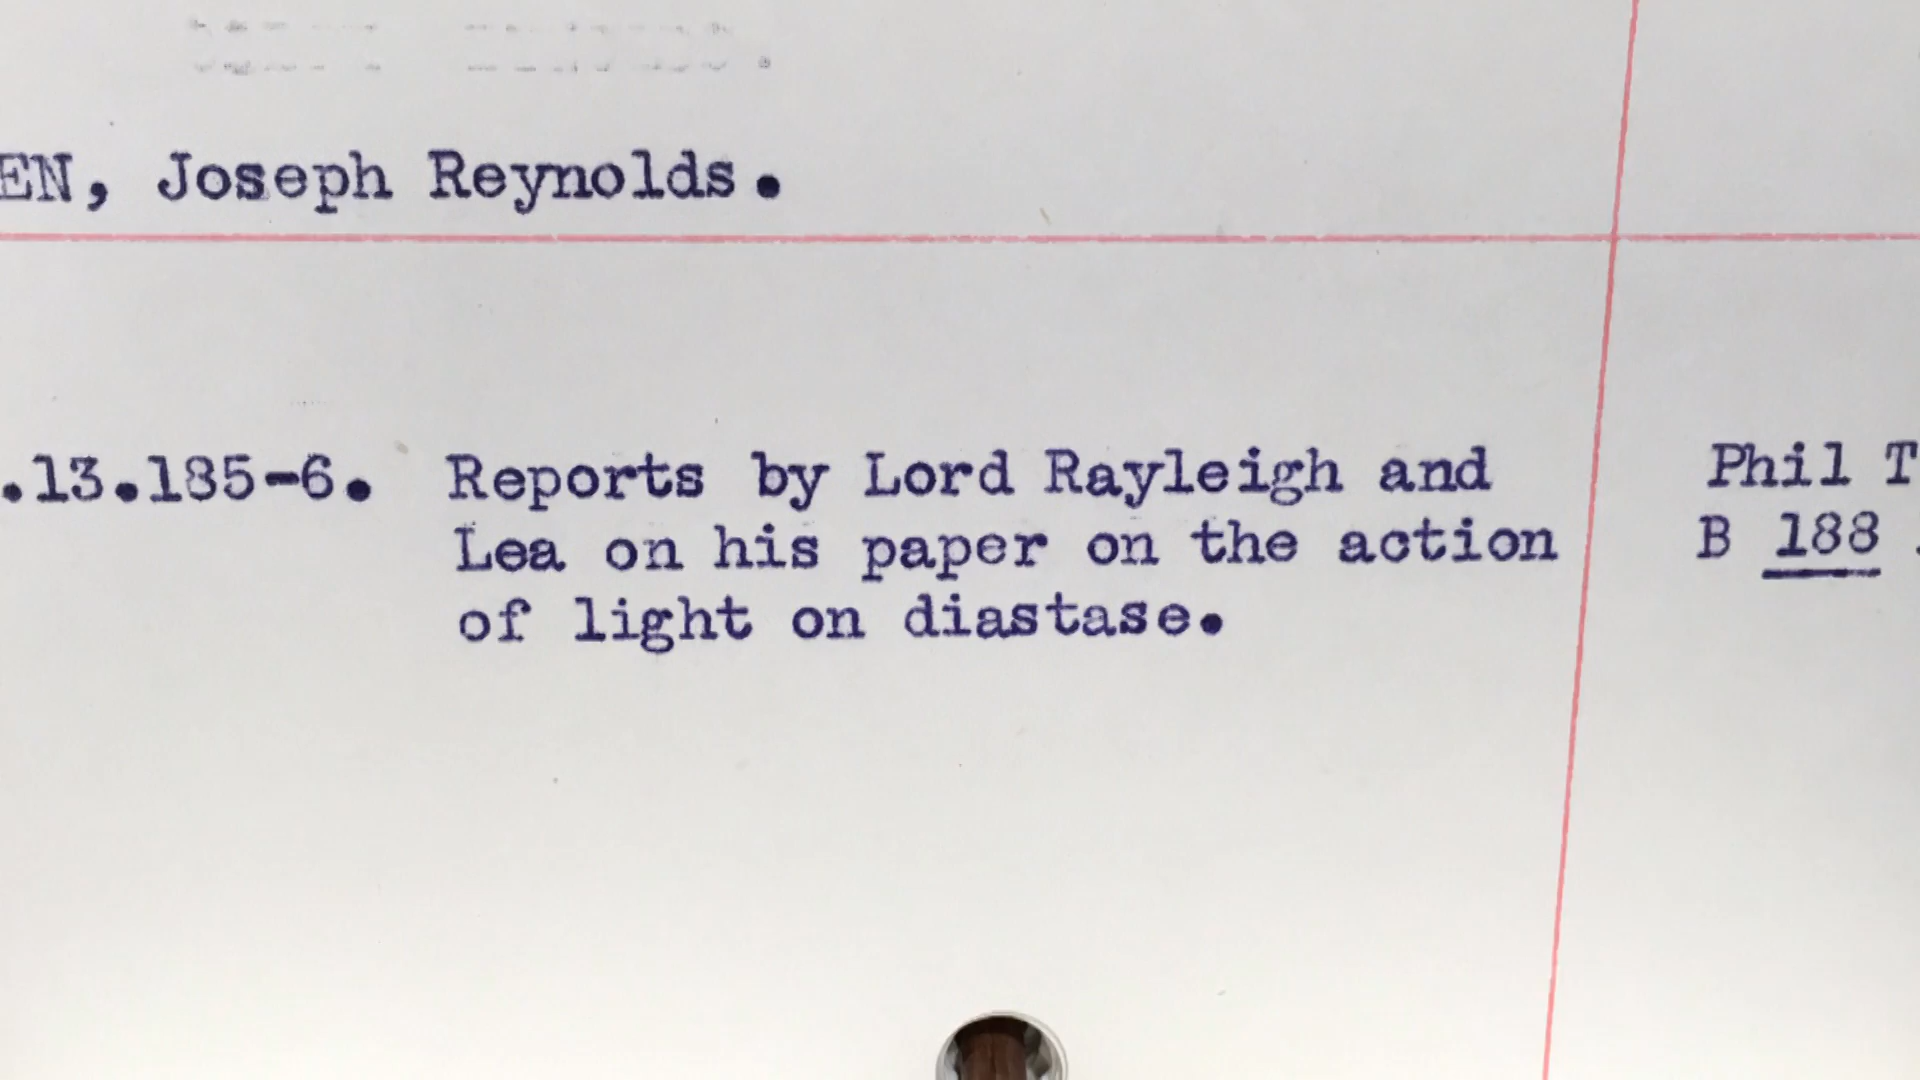 EN, Joseph Reynolds.
.13.185-6. Reports by Lord Rayleigh and Phil T
Lea on his paper on the action B 188 .
of light on diastase.